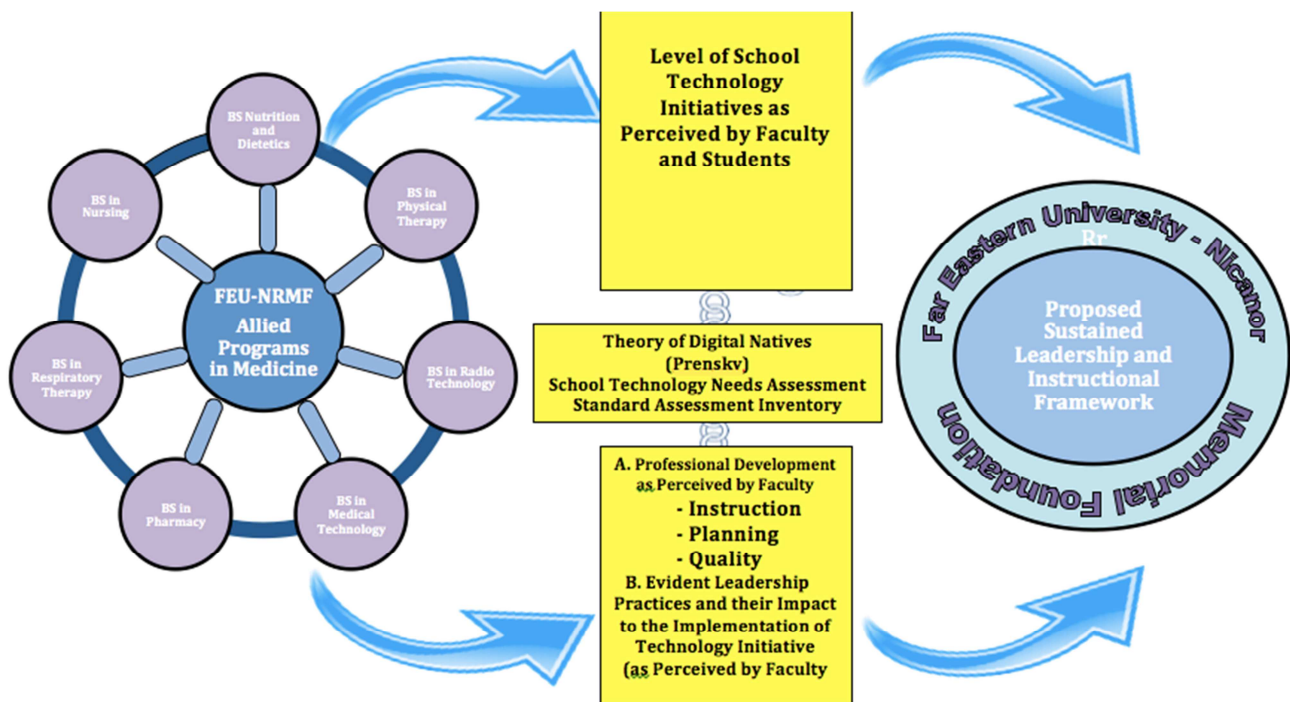 BS Nutrition and
Dietetics
BS in
Physical
Therapy
BS in Radio
Technology
BS in
Medical
Technology
BS in
Pharmacy
BS in
Respiratory
Therapy
BS in
Nursing
FEU-NRMF
Allied
Programs
in Medicine
Level of School
Technology
Initiatives as
Perceived by Faculty
and Students
Theory of Digital Natives
(Prenskv)
School Technology Needs Assessment
Standard Assessment Inventory
A. Professional Development
as Perceived by Faculty
- Instruction
- Planning
- Quality
B. Evident Leadership
Practices and their Impact
to the Implementation of
Technology Initiative
(as Perceived by Faculty
Far Eastern University - Nicanor
Rr
Proposed
Sustained
Leadership and
Instructional
Framework
Memorial Foundation